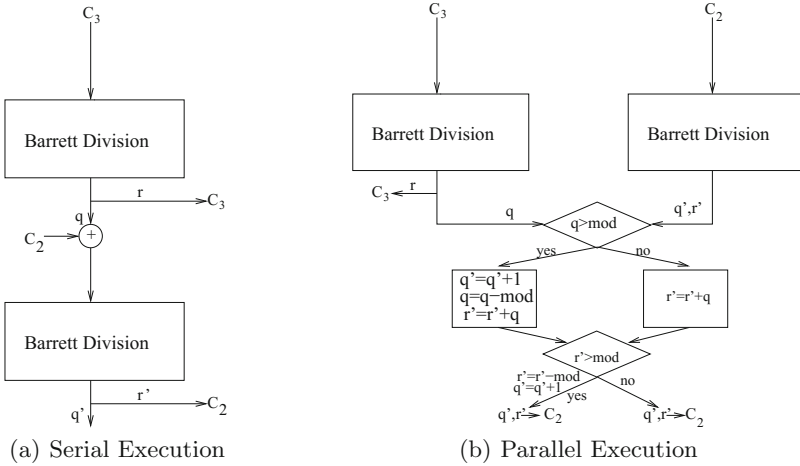 C3
Barrett Division
r
C3
q
C2
+
Barrett Division
r'
C2
q'
(a) Serial Execution
C3
C2
Barrett Division
Barrett Division
r
C3
q
q>mod
q',r'
yes
no
q'=q'+1
q=q−mod
r'=r'+q
r'=r'+q
r'>mod
r'=r'−mod
q'=q'+1
yes
no
q',r'
C2
q',r'
C2
(b) Parallel Execution